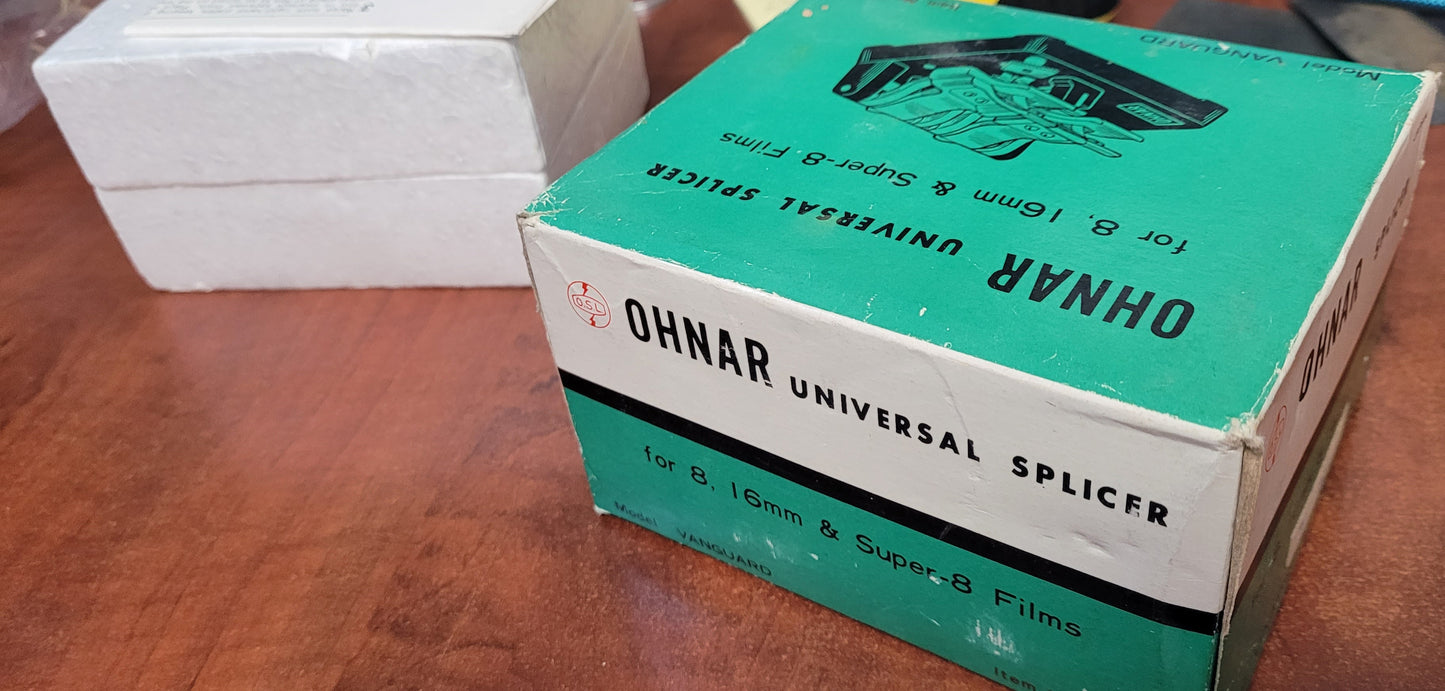 Model VANGUARD
for 8, 16mm & Super-8 Films
OHNAR UNIVERSAL SPLICER
O.S.L
OHNAR UNIVERSAL SPLICER
for 8, 16mm & Super-8 Films
Model VANGUARD
Item
OHNAR